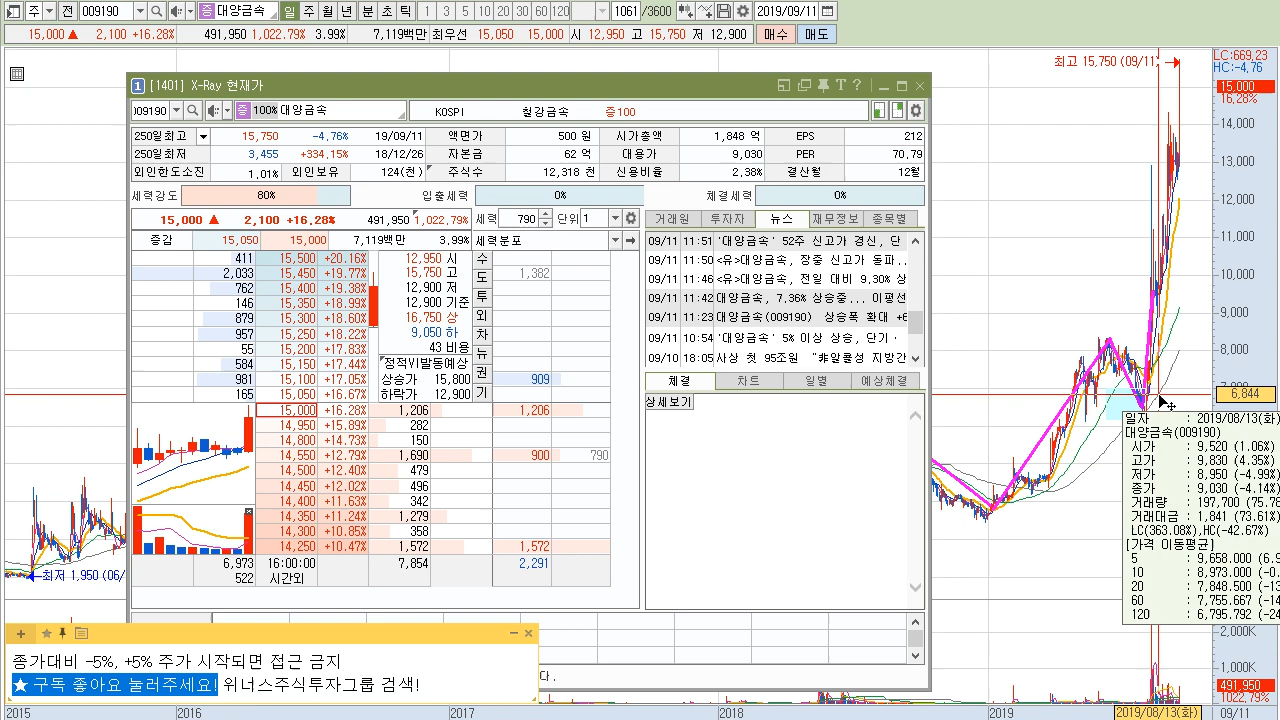 주 전 009190 증 대양금속 일 주 월 년 분 초 틱 1 3 5 10 20 30 60 120 1061 /3600 2019/09/11
15,000 ▲ 2,100 +16.28% 491,950 1,022.79% 3.99% 7,119백만 최우선 15,050 15,000 시 12,950 고 15,750 저 12,900 매수 매도
최고 15,750 (09/11)
LC:669,23
HC:-4,76
15,000
16,28%
14,000
13,000
12,000
11,000
10,000
9,000
8,000
6,844
1 [1401] X-Ray 현재가
009190 증 100% 대양금속 KOSPI 철강금속 증100
250일최고 15,750 -4.76% 19/09/11 액면가 500 원 시가총액 1,848 억 EPS 212
250일최저 3,455 +334.15% 18/12/26 자본금 62 억 대용가 9,030 PER 70.79
외인한도소진 1.01% 외인보유 124(천) 주식수 12,318 천 신용비율 2.38% 결산월 12월
세력강도 80% 입출세력 0% 체결세력 0%
15,000 ▲ 2,100 +16.28% 491,950 1,022.79% 세력 790 단위 1
증감 15,050 15,000 7,119백만 3.99% 세력분포
411 15,500 +20.16% 12,950 시 수
2,033 15,450 +19.77% 15,750 고 도 1,382
762 15,400 +19.38% 12,900 저 투
146 15,350 +18.99% 12,900 기준
879 15,300 +18.60% 16,750 상 외
957 15,250 +18.22% 9,050 하 차
55 15,200 +17.83% 43 비용 뉴
584 15,150 +17.44% 정적VI발동예상 권
981 15,100 +17.05% 상승가 15,800 909
165 15,050 +16.67% 하락가 12,900 기
15,000 +16.28% 1,206 1,206
14,950 +15.89% 282
14,800 +14.73% 150
14,550 +12.79% 1,690 900 790
14,500 +12.40% 479
14,450 +12.02% 496
14,400 +11.63% 342
14,350 +11.24% 1,279
14,300 +10.85% 358
14,250 +10.47% 1,572 1,572
6,973 16:00:00 7,854 2,291
522 시간외
거래원 투자자 뉴스 재무정보 종목별
09/11 11:51 '대양금속' 52주 신고가 경신, 단
09/11 11:50 <유>대양금속, 장중 신고가 돌파..
09/11 11:46 <유>대양금속, 전일 대비 9.30% 상
09/11 11:42 대양금속, 7.36% 상승중... 이평선
09/11 11:23 대양금속(009190) 상승폭 확대 +6
09/11 10:54 '대양금속' 5% 이상 상승, 단기·
09/10 18:05 사상 첫 95조원 "非알콜성 지방간
체결 차트 일별 예상체결
상세보기
일자 : 2019/08/13(화)
대양금속(009190)
시가 : 9,520 (1.06%)
고가 : 9,830 (4.35%)
저가 : 8,950 (-4.99%)
종가 : 9,030 (-4.14%)
거래량 : 197,700 (75.7
거래대금 : 1,841 (73.61%)
LC(363.08%),HC(-42.67%)
[가격 이동평균]
5 : 9,650.000 (6.5
10 : 8,973.000 (-0.
20 : 7,848.500 (-13
60 : 7,755.667 (-14
120 : 6,795.792 (-24
최저 1,950 (06/
2,000K
1,000K
491,950
1022,79%
종가대비 -5%, +5% 주가 시작되면 접근 금지
★ 구독 좋아요 눌러주세요! 위너스주식투자그룹 검색!
다.
2015 2016 2017 2018 2019 2019/08/13(화) 09/11